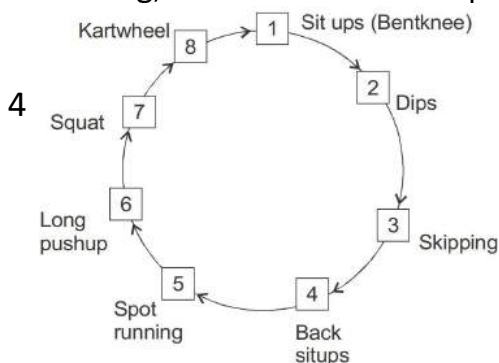 1
Sit ups (Bentknee)
2
Dips
3
Skipping
4
Back
situps
5
Spot
running
6
Long
pushup
7
Squat
8
Kartwheel
4